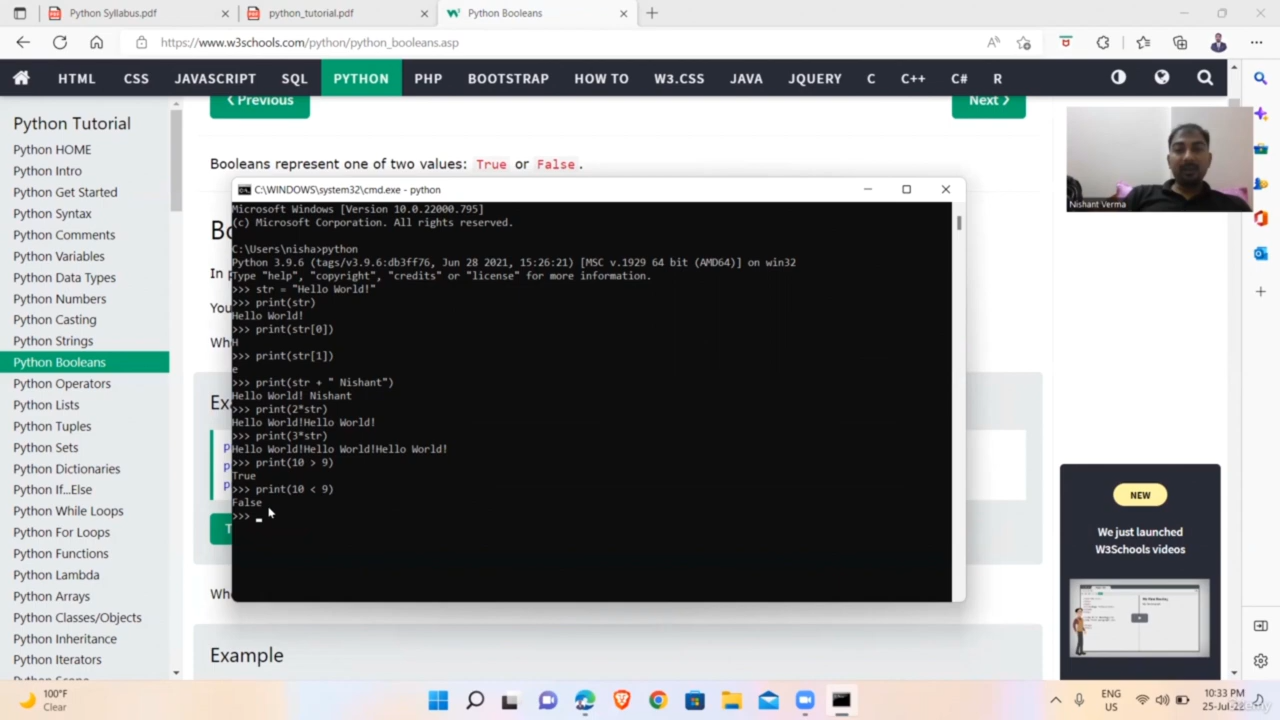 Python Syllabus.pdf
python_tutorial.pdf
Python Booleans
https://www.w3schools.com/python/python_booleans.asp
HTML CSS JAVASCRIPT SQL PYTHON PHP BOOTSTRAP HOW TO W3.CSS JAVA JQUERY C C++ C# R
Python Tutorial
Python HOME
Python Intro
Python Get Started
Python Syntax
Python Comments
Python Variables
Python Data Types
Python Numbers
Python Casting
Python Strings
Python Booleans
Python Operators
Python Lists
Python Tuples
Python Sets
Python Dictionaries
Python If...Else
Python While Loops
Python For Loops
Python Functions
Python Lambda
Python Arrays
Python Classes/Objects
Python Inheritance
Python Iterators
❮ Previous
Next ❯
Booleans represent one of two values: True or False.
C:\WINDOWS\system32\cmd.exe - python
Microsoft Windows [Version 10.0.22000.795]
(c) Microsoft Corporation. All rights reserved.
C:\Users\nisha>python
Python 3.9.6 (tags/v3.9.6:db3ff76, Jun 28 2021, 15:26:21) [MSC v.1929 64 bit (AMD64)] on win32
Type "help", "copyright", "credits" or "license" for more information.
>>> str = "Hello World!"
>>> print(str)
Hello World!
>>> print(str[0])
H
>>> print(str[1])
e
>>> print(str + " Nishant")
Hello World! Nishant
>>> print(2*str)
Hello World!Hello World!
>>> print(3*str)
Hello World!Hello World!Hello World!
>>> print(10 > 9)
True
>>> print(10 < 9)
False
>>>
Example
Nishant Verma
NEW
We just launched
W3Schools videos
100°F
Clear
ENG
US
10:33 PM
25-Jul-22